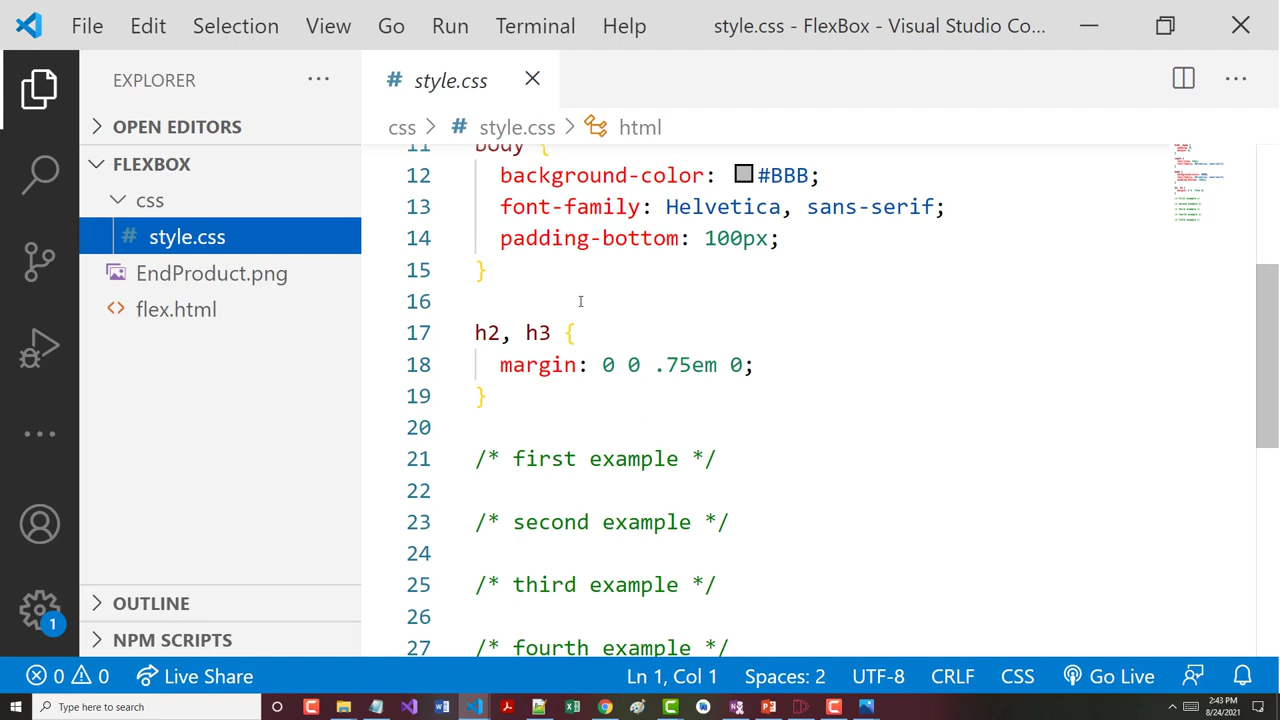 File Edit Selection View Go Run Terminal Help style.css - FlexBox - Visual Studio Co...
EXPLORER ...
# style.css
OPEN EDITORS
FLEXBOX
css
# style.css
EndProduct.png
<> flex.html
OUTLINE
NPM SCRIPTS
1
css > # style.css > html
11 body {
12 background-color: #BBB;
13 font-family: Helvetica, sans-serif;
14 padding-bottom: 100px;
15 }
16
17 h2, h3 {
18 margin: 0 0 .75em 0;
19 }
20
21 /* first example */
22
23 /* second example */
24
25 /* third example */
26
27 /* fourth example */
0 0 Live Share Ln 1, Col 1 Spaces: 2 UTF-8 CRLF CSS Go Live
Type here to search
2:43 PM
8/24/2021